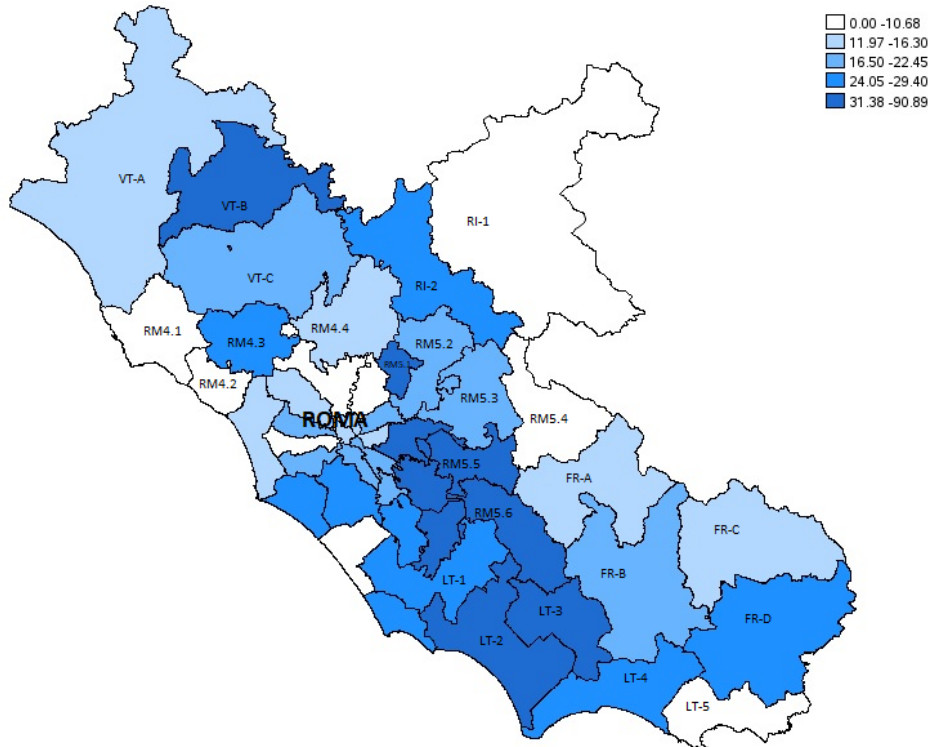 0.00 -10.68
11.97 -16.30
16.50 -22.45
24.05 -29.40
31.38 -90.89
VT-A
VT-B
RI-1
VT-C
RI-2
RM4.1
RM4.3
RM4.4
RM5.2
RM5.1
RM4.2
RM5.3
ROMA
RM5.4
RM5.5
FR-A
RM5.6
FR-C
LT-1
FR-B
LT-3
FR-D
LT-2
LT-4
LT-5